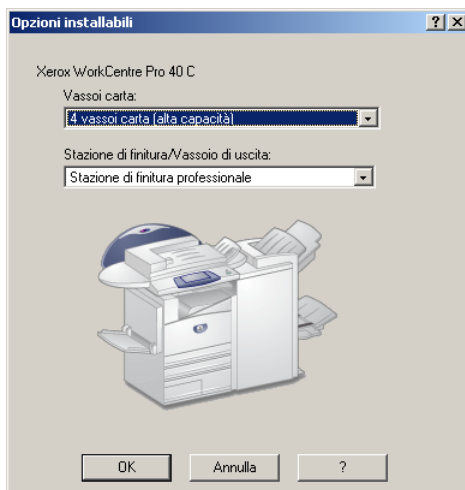 Opzioni installabili
Xerox WorkCentre Pro 40 C
Vassoi carta:
4 vassoi carta (alta capacità)
Stazione di finitura/Vassoio di uscita:
Stazione di finitura professionale
OK Annulla ?